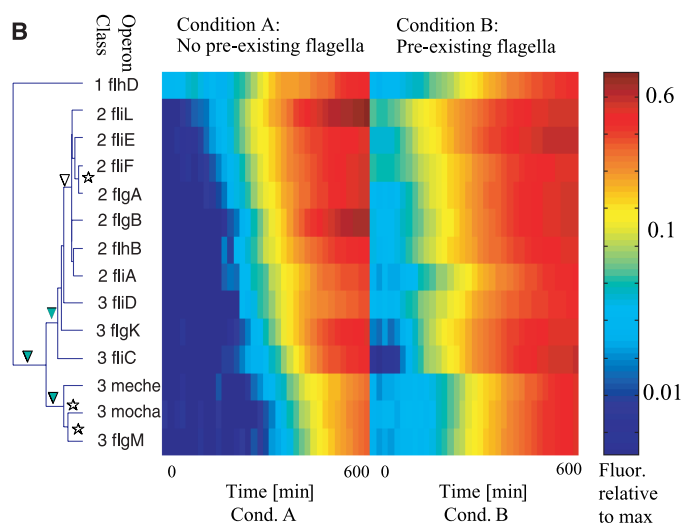 B
Class
Operon
Condition A:
No pre-existing flagella
Condition B:
Pre-existing flagella
1 flhD
2 fliL
2 fliE
2 fliF
2 flgA
2 flgB
2 flhB
2 fliA
3 fliD
3 flgK
3 fliC
3 meche
3 mocha
3 flgM
0 600
Time [min]
Cond. A
0 600
Time [min]
Cond. B
0.6
0.1
0.01
Fluor.
relative
to max